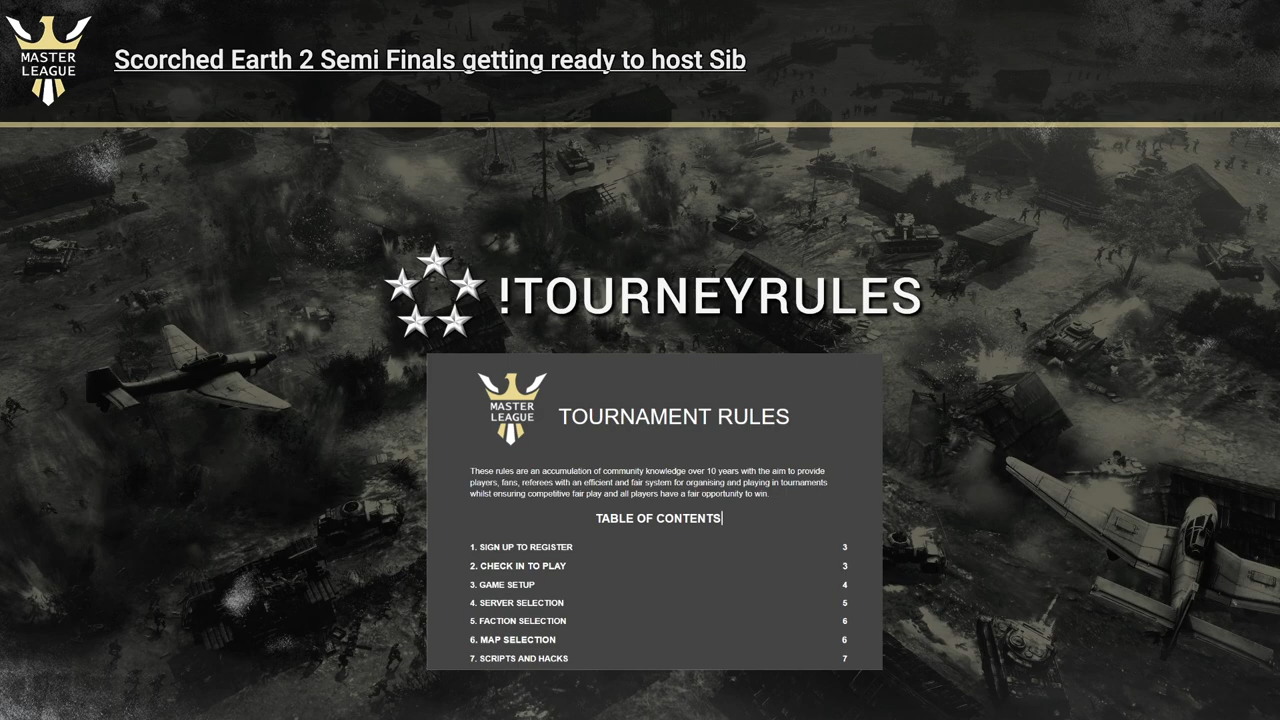 MASTER
LEAGUE
Scorched Earth 2 Semi Finals getting ready to host Sib
!TOURNEYRULES
MASTER
LEAGUE
TOURNAMENT RULES
These rules are an accumulation of community knowledge over 10 years with the aim to provide
players, fans, referees with an efficient and fair system for organising and playing in tournaments
whilst ensuring competitive fair play and all players have a fair opportunity to win.
TABLE OF CONTENTS
1. SIGN UP TO REGISTER 3
2. CHECK IN TO PLAY 3
3. GAME SETUP 4
4. SERVER SELECTION 5
5. FACTION SELECTION 6
6. MAP SELECTION 6
7. SCRIPTS AND HACKS 7